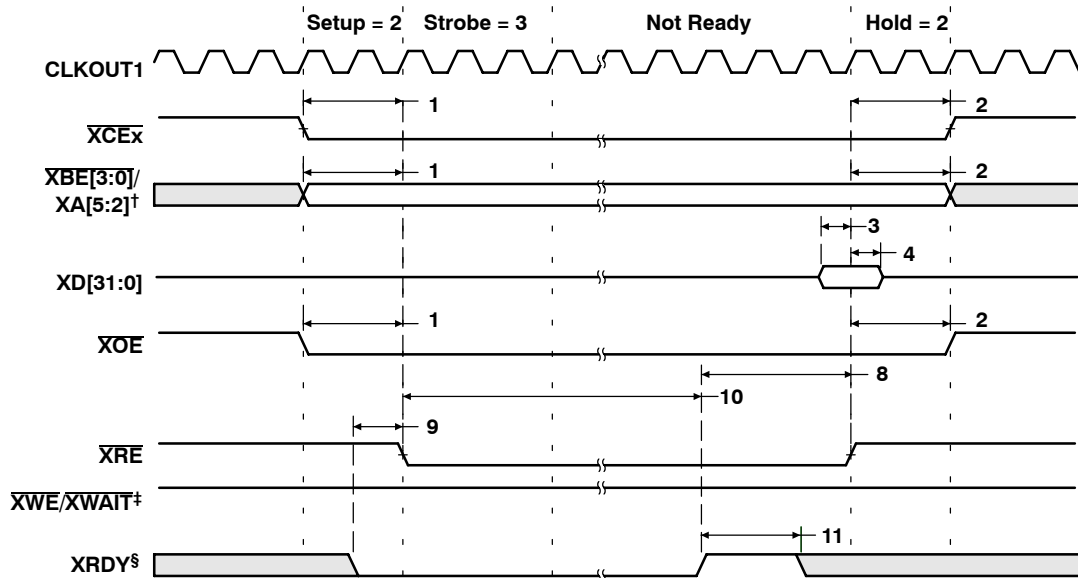 Setup = 2 Strobe = 3 Not Ready Hold = 2
CLKOUT1
1 2
XCEx
1 2
XBE[3:0]/
XA[5:2]†
3
4
XD[31:0]
1 2
XOE
8
10
9
XRE
XWE/XWAIT‡
11
XRDY§